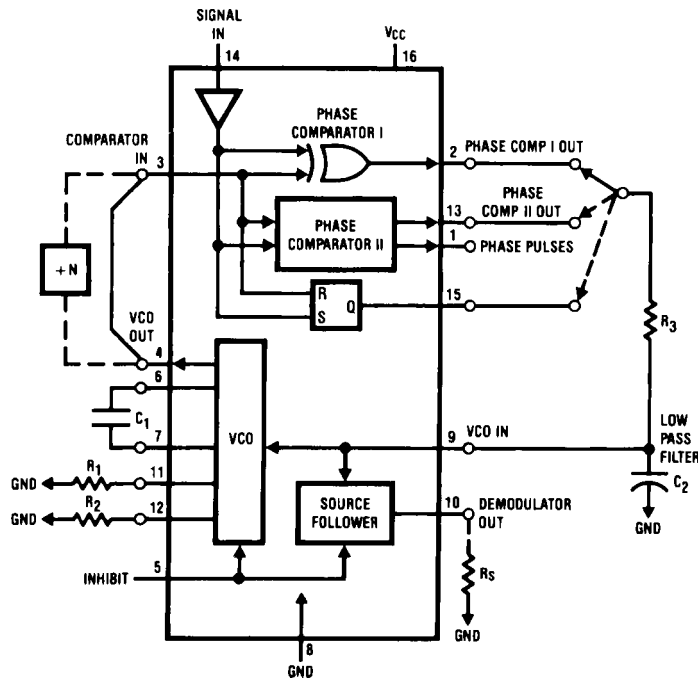 SIGNAL
IN
14
VCC
16
PHASE
COMPARATOR I
COMPARATOR
IN
3
2
PHASE COMP I OUT
PHASE
COMP II OUT
13
PHASE
COMPARATOR II
1
PHASE PULSES
+N
R
S
Q
15
VCO
OUT
4
R3
6
C1
VCO
7
9
VCO IN
LOW
PASS
FILTER
C2
GND
R1
11
GND
R2
12
SOURCE
FOLLOWER
10
DEMODULATOR
OUT
GND
INHIBIT
5
RS
GND
8
GND